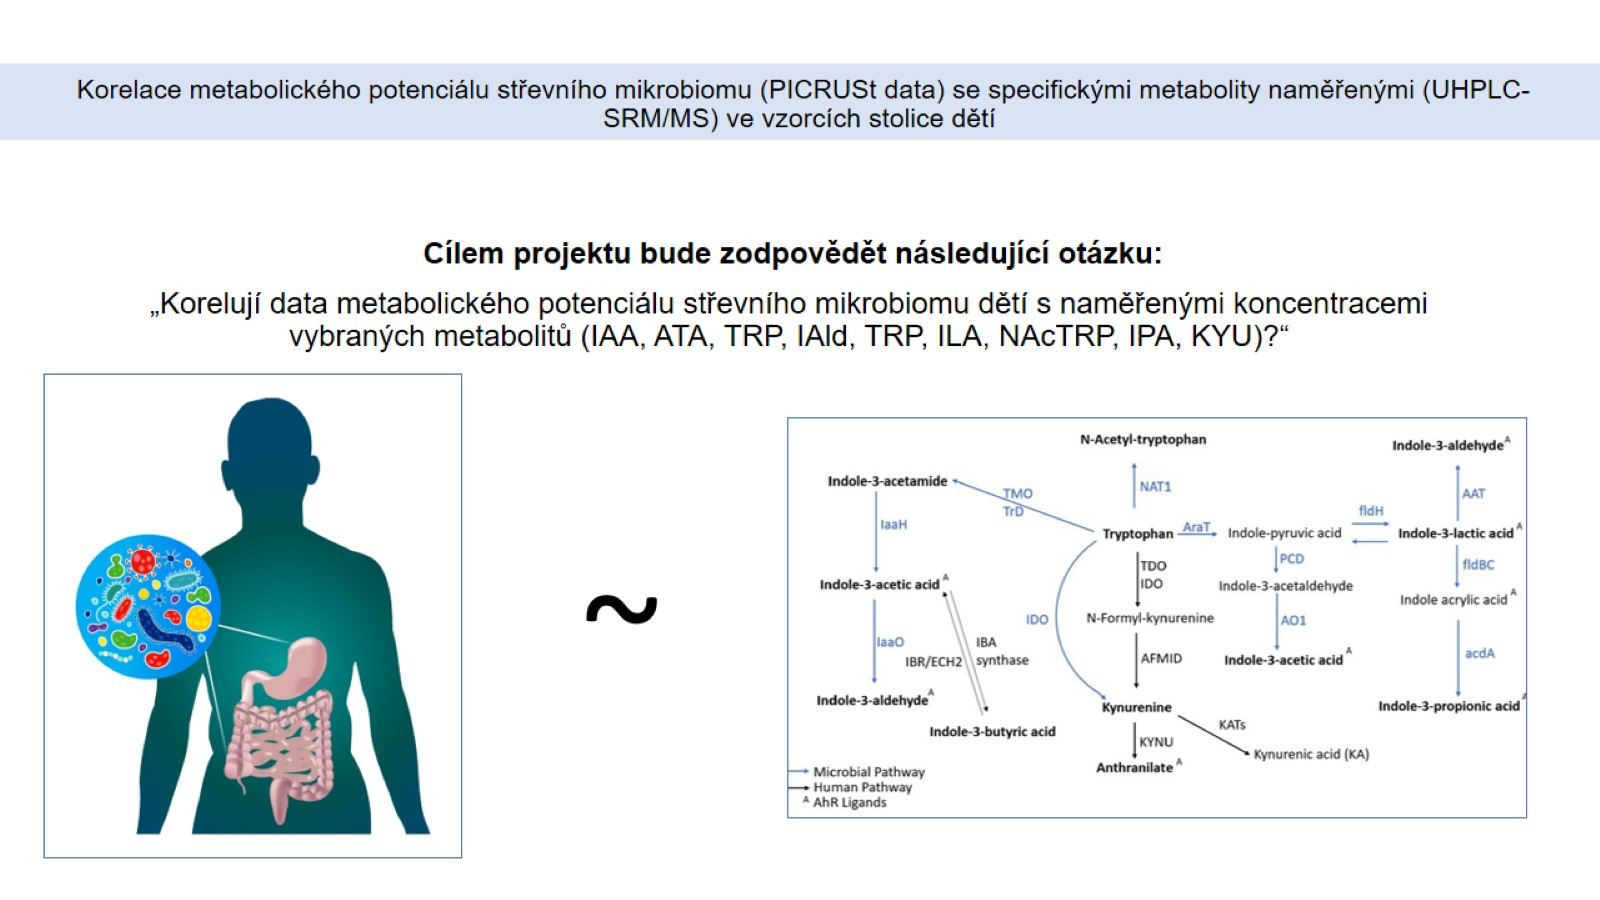 Korelace metabolického potenciálu střevního mikrobiomu (PICRUSt data) se specifickými metabolity naměřenými (UHPLC-
SRM/MS) ve vzorcích stolice dětí
Cílem projektu bude zodpovědět následující otázku:
„Korelují data metabolického potenciálu střevního mikrobiomu dětí s naměřenými koncentracemi
vybraných metabolitů (IAA, ATA, TRP, IAld, TRP, ILA, NAcTRP, IPA, KYU)?“
~
N-Acetyl-tryptophan
Indole-3-aldehyde A
Indole-3-acetamide
TMO
TrD
NAT1
AAT
IaaH
Tryptophan
AraT
Indole-pyruvic acid
fldH
Indole-3-lactic acid A
PCD
fldBC
TDO
IDO
Indole-3-acetic acid A
Indole-3-acetaldehyde
Indole acrylic acid A
IDO
N-Formyl-kynurenine
AO1
IaaO
IBR/ECH2
IBA
synthase
AFMID
Indole-3-acetic acid A
acdA
Indole-3-aldehyde A
Kynurenine
Indole-3-propionic acid A
Indole-3-butyric acid
KATs
KYNU
Kynurenic acid (KA)
Anthranilate A
Microbial Pathway
Human Pathway
A AhR Ligands